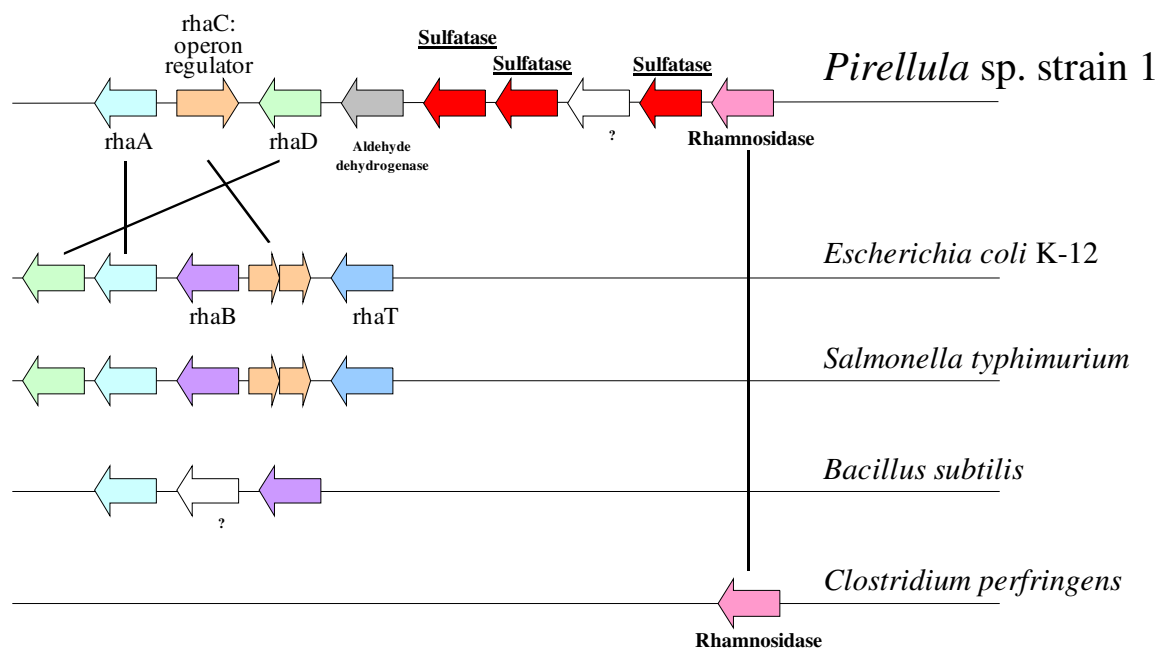 rhaC:
operon
regulator
Sulfatase
Sulfatase
Sulfatase
Pirellula sp. strain 1
rhaA
rhaD
Aldehyde
dehydrogenase
?
Rhamnosidase
Escherichia coli K-12
rhaB
rhaT
Salmonella typhimurium
Bacillus subtilis
?
Clostridium perfringens
Rhamnosidase